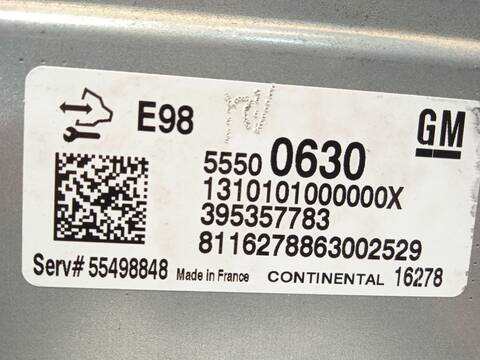 E98
GM
5550 0630
1310101000000X
395357783
8116278863002529
Serv# 55498848 Made in France CONTINENTAL 16278